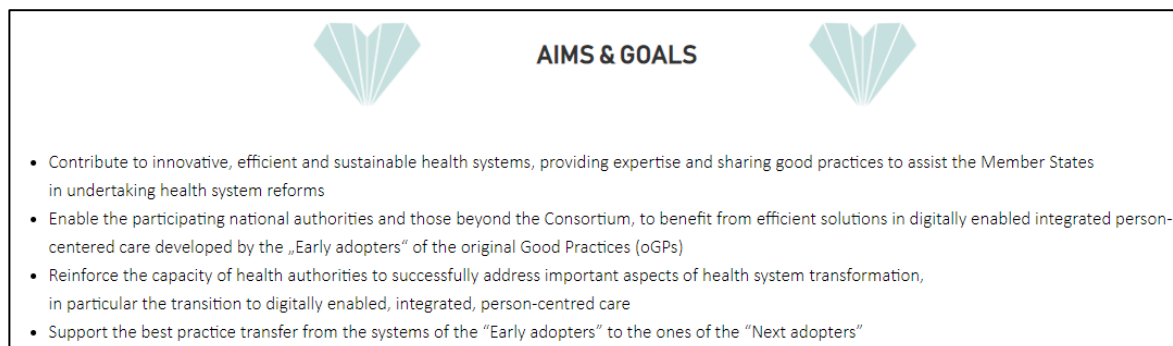 AIMS & GOALS
• Contribute to innovative, efficient and sustainable health systems, providing expertise and sharing good practices to assist the Member States
in undertaking health system reforms
• Enable the participating national authorities and those beyond the Consortium, to benefit from efficient solutions in digitally enabled integrated person-
centered care developed by the „Early adopters“ of the original Good Practices (oGPs)
• Reinforce the capacity of health authorities to successfully address important aspects of health system transformation,
in particular the transition to digitally enabled, integrated, person-centred care
• Support the best practice transfer from the systems of the “Early adopters” to the ones of the “Next adopters”